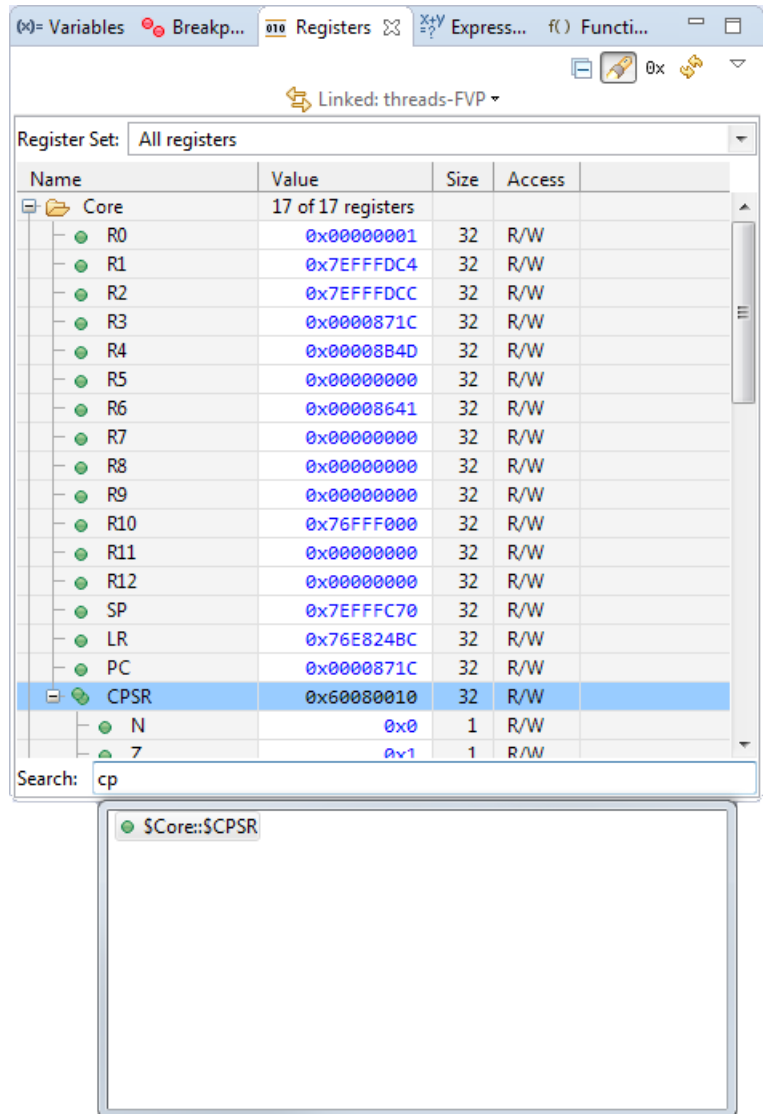 (x)= Variables Breakp... 010 Registers X+Y=? Express... f() Functi...
0x
Linked: threads-FVP
Register Set: All registers
Name Value Size Access
Core 17 of 17 registers
R0 0x00000001 32 R/W
R1 0x7EFFFDC4 32 R/W
R2 0x7EFFFDCC 32 R/W
R3 0x0000871C 32 R/W
R4 0x00008B4D 32 R/W
R5 0x00000000 32 R/W
R6 0x00008641 32 R/W
R7 0x00000000 32 R/W
R8 0x00000000 32 R/W
R9 0x00000000 32 R/W
R10 0x76FFF000 32 R/W
R11 0x00000000 32 R/W
R12 0x00000000 32 R/W
SP 0x7EFFFC70 32 R/W
LR 0x76E824BC 32 R/W
PC 0x0000871C 32 R/W
CPSR 0x60080010 32 R/W
N 0x0 1 R/W
Z 0x1 1 R/W
Search: cp
$Core::$CPSR